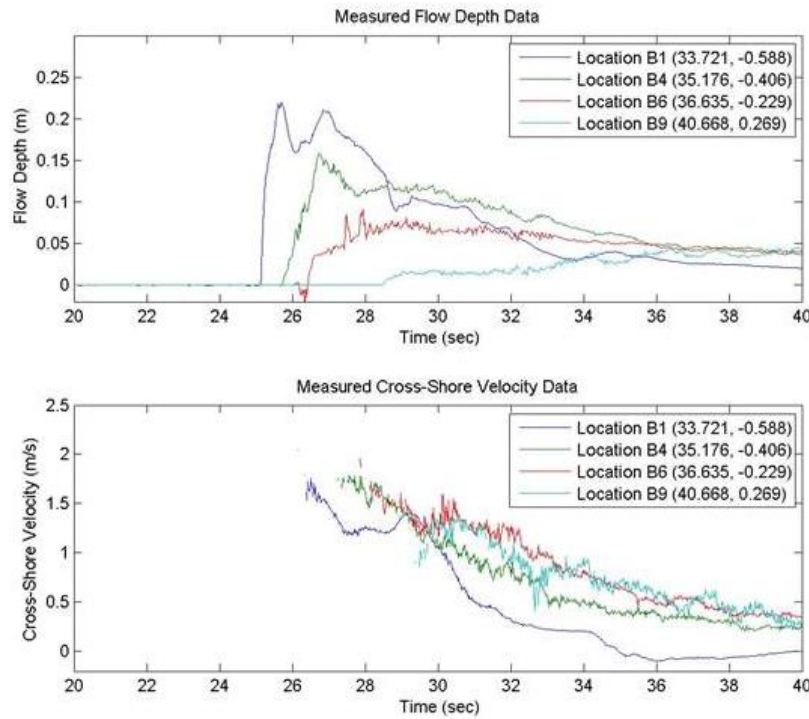 Measured Flow Depth Data
0.25
0.2
0.15
0.1
0.05
0
Flow Depth (m)
Location B1 (33.721, -0.588)
Location B4 (35.176, -0.406)
Location B6 (36.635, -0.229)
Location B9 (40.668, 0.269)
20 22 24 26 28 30 32 34 36 38 40
Time (sec)
Measured Cross-Shore Velocity Data
2.5
2
1.5
1
0.5
0
Cross-Shore Velocity (m/s)
Location B1 (33.721, -0.588)
Location B4 (35.176, -0.406)
Location B6 (36.635, -0.229)
Location B9 (40.668, 0.269)
20 22 24 26 28 30 32 34 36 38 40
Time (sec)